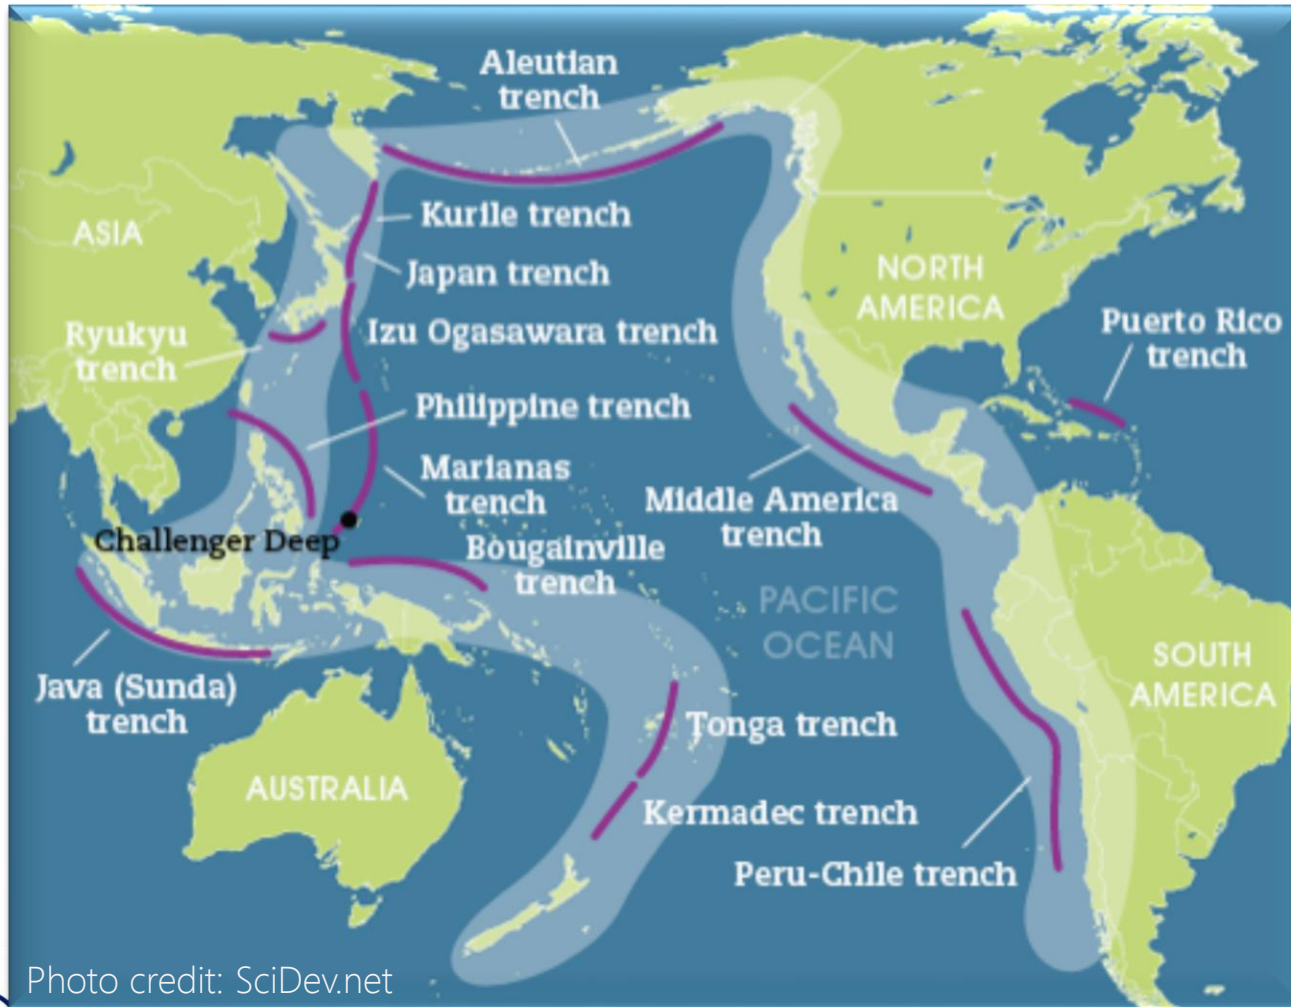 Aleutian
trench
Kurile trench
ASIA
Japan trench
NORTH
AMERICA
Puerto Rico
trench
Ryukyu
trench
Izu Ogasawara trench
Philippine trench
Marianas
trench
Middle America
trench
Challenger Deep
Bougainville
trench
PACIFIC
OCEAN
SOUTH
AMERICA
Java (Sunda)
trench
Tonga trench
AUSTRALIA
Kermadec trench
Peru-Chile trench
Photo credit: SciDev.net